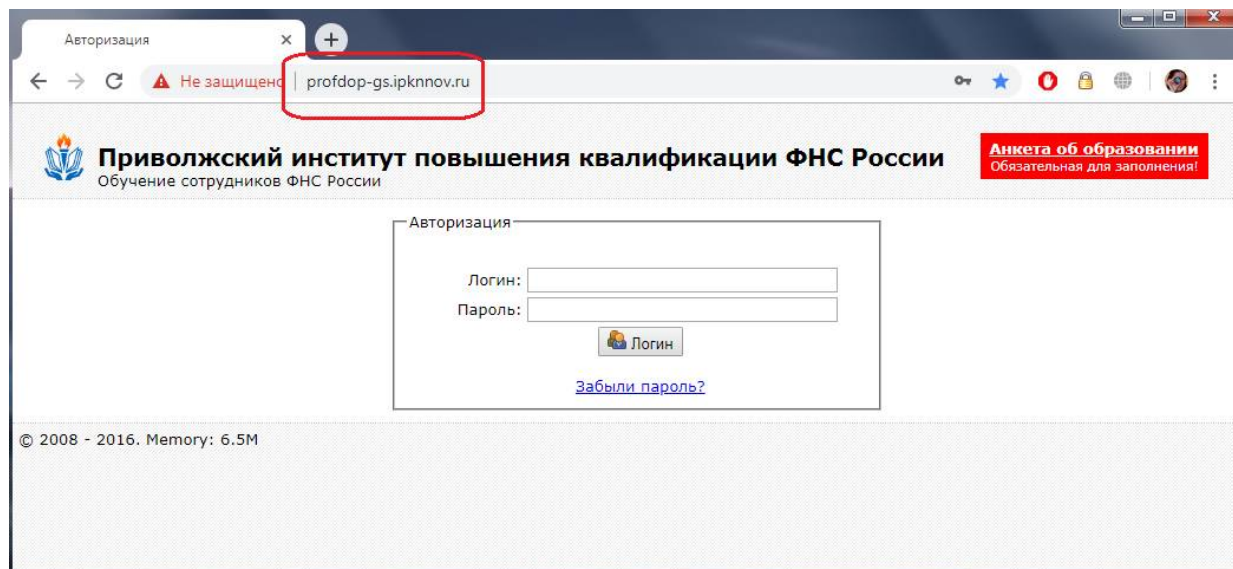 Авторизация
Не защищено
profdop-gs.ipknnov.ru
Приволжский институт повышения квалификации ФНС России
Обучение сотрудников ФНС России
Анкета об образовании
Обязательная для заполнения!
Авторизация
Логин:
Пароль:
Логин
Забыли пароль?
© 2008 - 2016. Memory: 6.5M